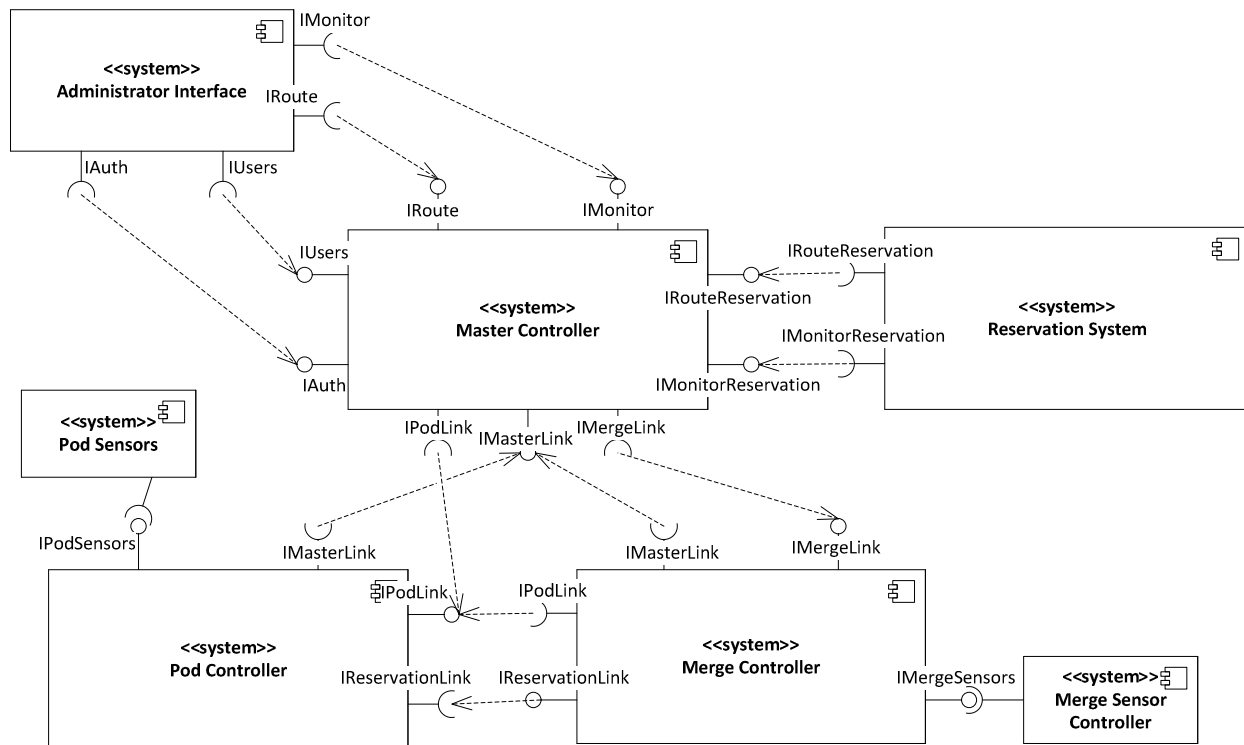 IMonitor
<<system>>
Administrator Interface
IRoute
IAuth
IUsers
IRoute
IMonitor
IUsers
<<system>>
Master Controller
IAuth
IRouteReservation
IRouteReservation
IMonitorReservation
IMonitorReservation
<<system>>
Reservation System
<<system>>
Pod Sensors
IPodLink
IMasterLink
IMergeLink
IPodSensors
IMasterLink
IMasterLink
IMergeLink
<<system>>
Pod Controller
IPodLink
IPodLink
IReservationLink
IReservationLink
<<system>>
Merge Controller
IMergeSensors
<<system>>
Merge Sensor
Controller